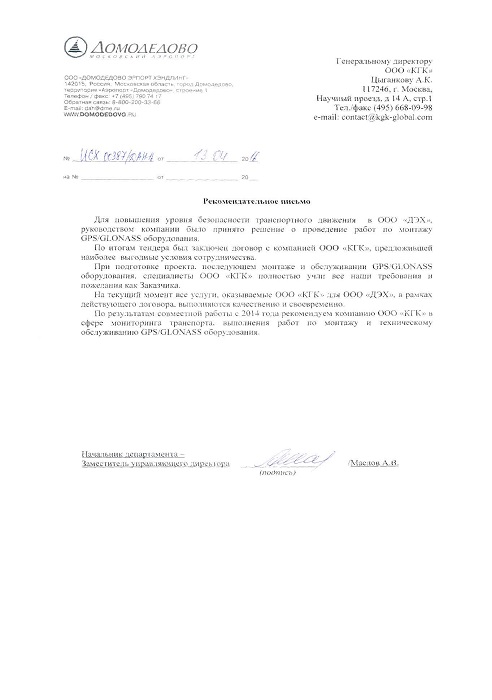 ДОМОДЕДОВО
МОСКОВСКИЙ АЭРОПОРТ
ООО «ДОМОДЕДОВО ЭРПОРТ ХЭНДЛИНГ»
142015, Россия, Московская область, город Домодедово,
территория «Аэропорт «Домодедово», строение 1
Телефон / факс: +7 (495) 790 74 17
Обратная связь: 8-800-200-33-66
E-mail: dah@dme.ru
WWW.DOMODEDOVO.RU
Генеральному директору
ООО «КГК»
Цыганкову А.К.
117246, г. Москва,
Научный проезд, д 14 А, стр.1
Тел./факс (495) 668-09-98
e-mail: contact@kgk-global.com
№ от 13 04 20
на № от 20
Рекомендательное письмо
Для повышения уровня безопасности транспортного движения в ООО «ДЭХ»,
руководством компании было принято решение о проведение работ по монтажу
GPS/GLONASS оборудования.
По итогам тендера был заключен договор с компанией ООО «КГК», предложившей
наиболее выгодные условия сотрудничества.
При подготовке проекта, последующем монтаже и обслуживании GPS/GLONASS
оборудования, специалисты ООО «КГК» полностью учли все наши требования и
пожелания как Заказчика.
На текущий момент все услуги, оказываемые ООО «КГК» для ООО «ДЭХ», в рамках
действующего договора, выполняются качественно и своевременно.
По результатам совместной работы с 2014 года рекомендуем компанию ООО «КГК» в
сфере мониторинга транспорта, выполнения работ по монтажу и техническому
обслуживанию GPS/GLONASS оборудования.
Начальник департамента –
Заместитель управляющего директора /Маслов А.В.
(подпись)